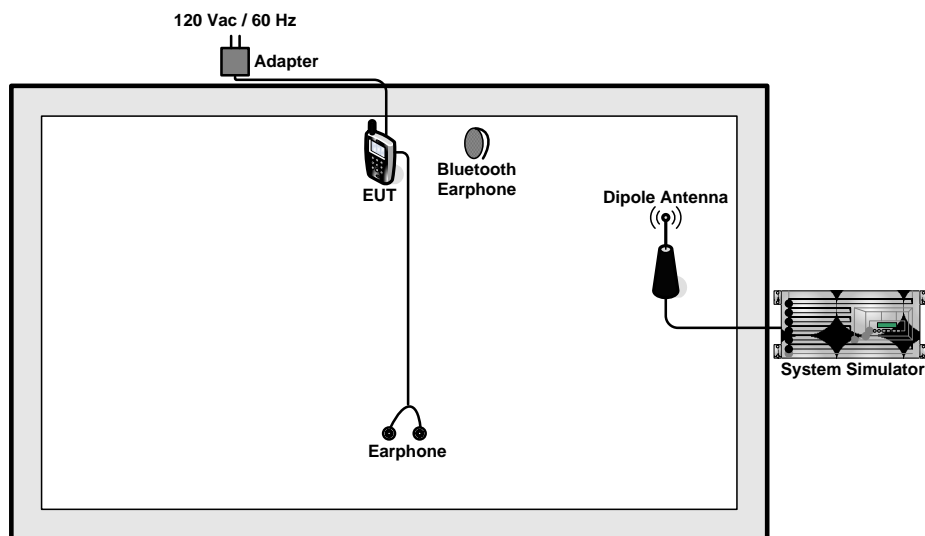 120 Vac / 60 Hz
Adapter
EUT
Bluetooth
Earphone
Dipole Antenna
System Simulator
Earphone